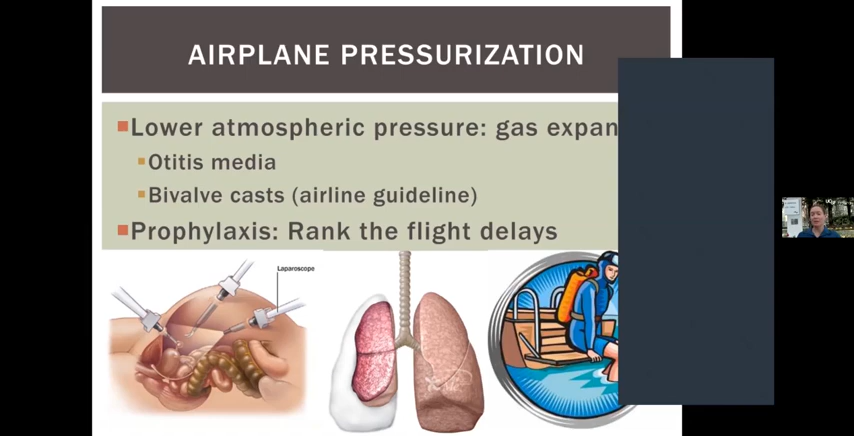 AIRPLANE PRESSURIZATION
Lower atmospheric pressure: gas expan
Otitis media
Bivalve casts (airline guideline)
Prophylaxis: Rank the flight delays
Laparoscope